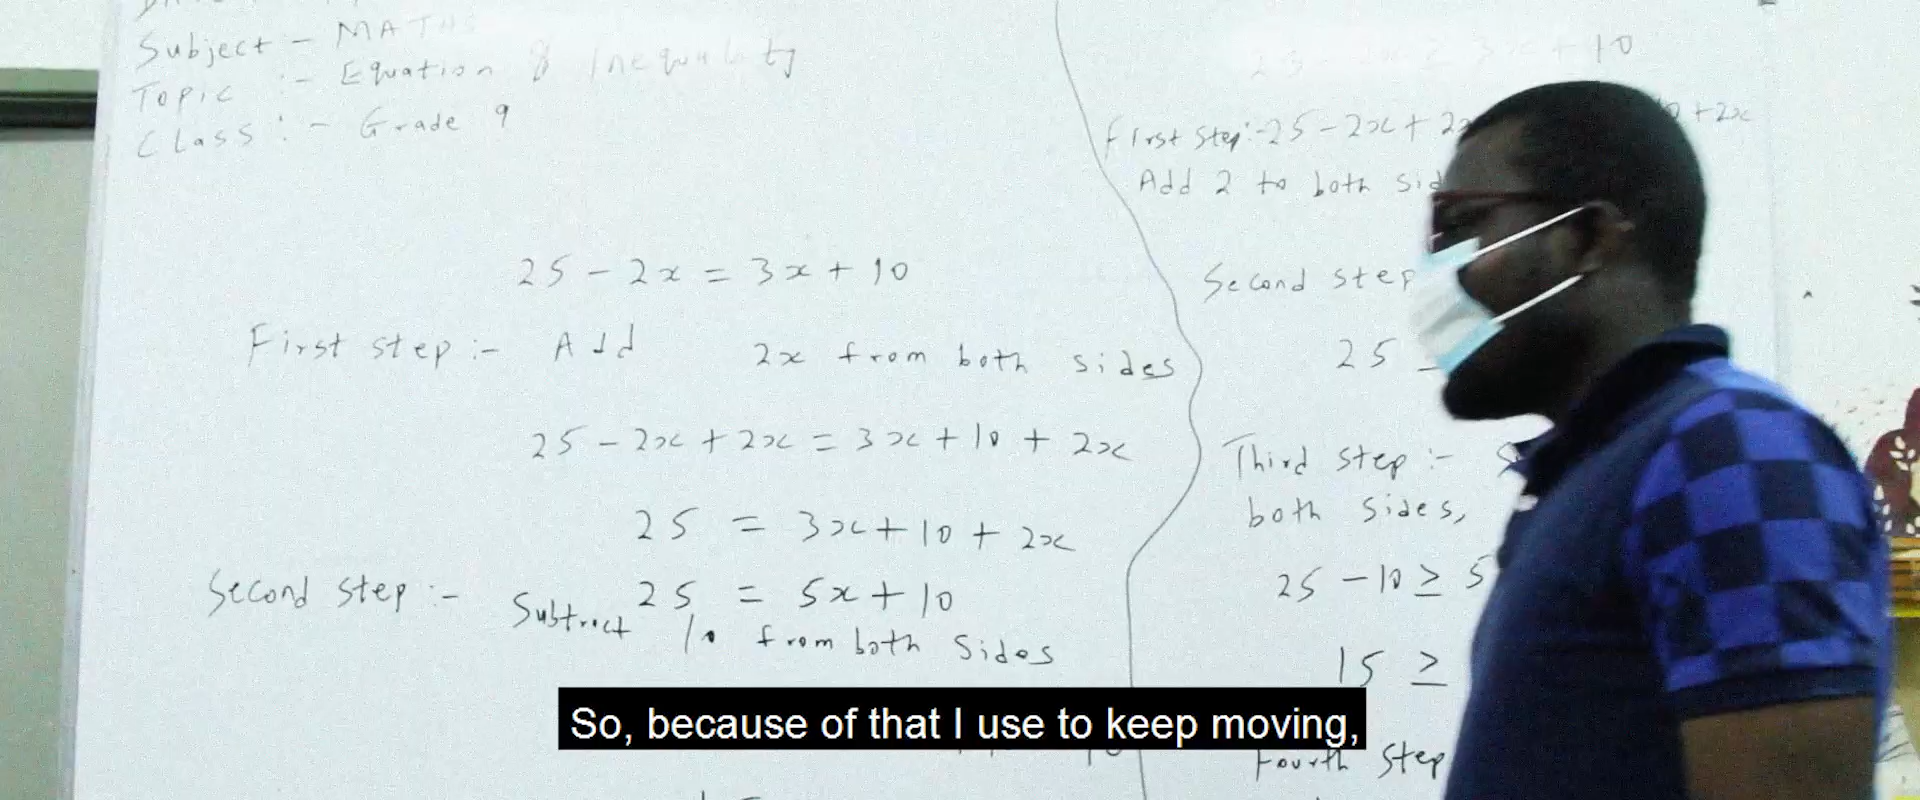 Subject - MATHS
Topic :- Equation & Inequality
Class :- Grade 9
25 - 2x = 3x + 10
First step :- Add 2x from both sides
25 - 2x + 2x = 3x + 10 + 2x
25 = 3x + 10 + 2x
25 = 5x + 10
Second step :- Subtract 10 from both sides
10
First step :- 25 - 2x + 2x + 2x
Add 2 to both
Second step
25
Third step :-
both sides,
25 - 10 ≥ 5
15 ≥
Fourth step
So, because of that I use to keep moving,